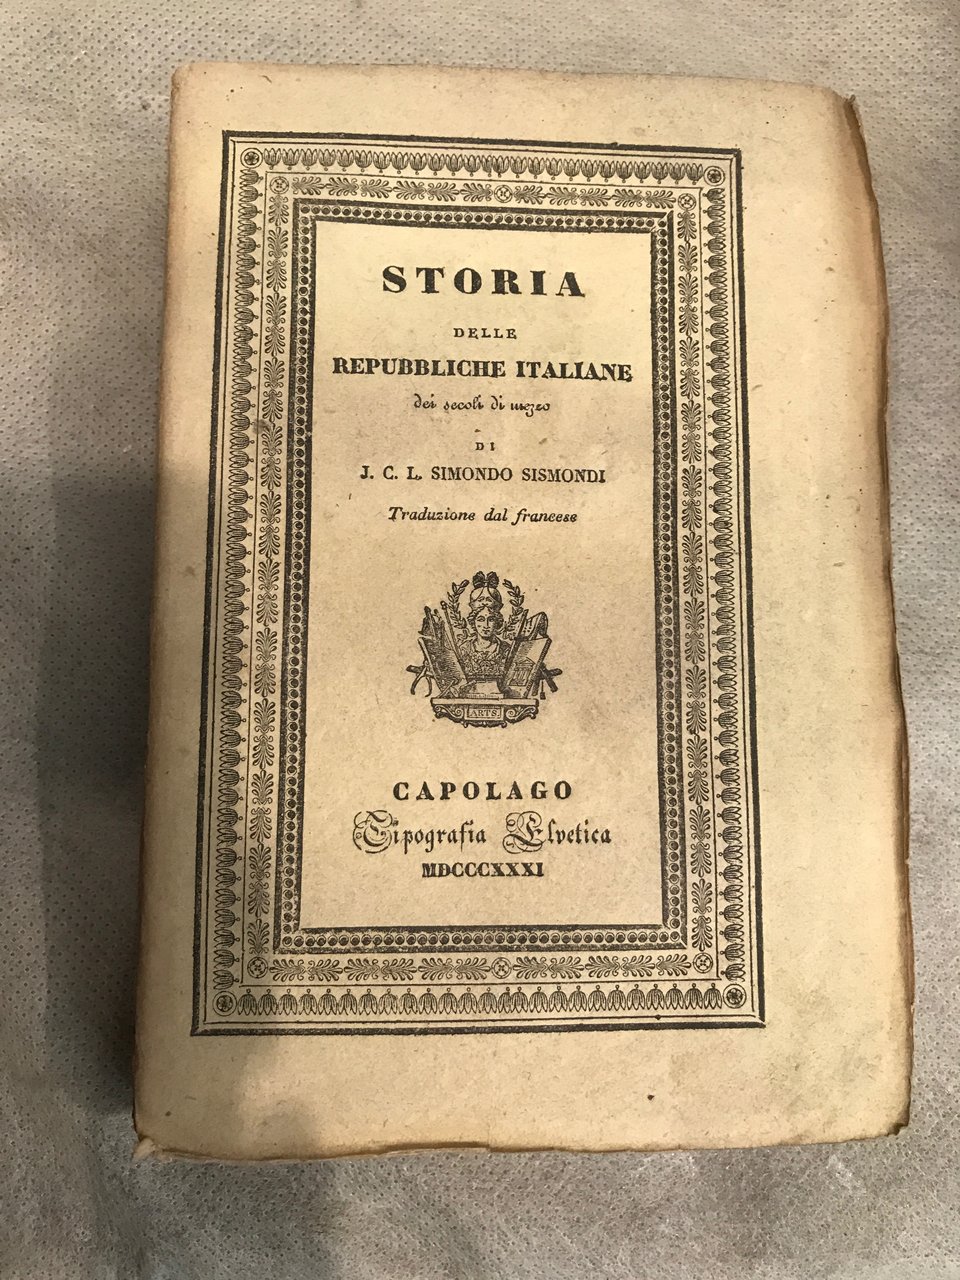 STORIA
DELLE
REPUBBLICHE ITALIANE
dei secoli di mezzo
DI
J. C. L. SIMONDO SISMONDI
Traduzione dal francese
ARTS
CAPOLAGO
Tipografia Elvetica
MDCCCXXXI